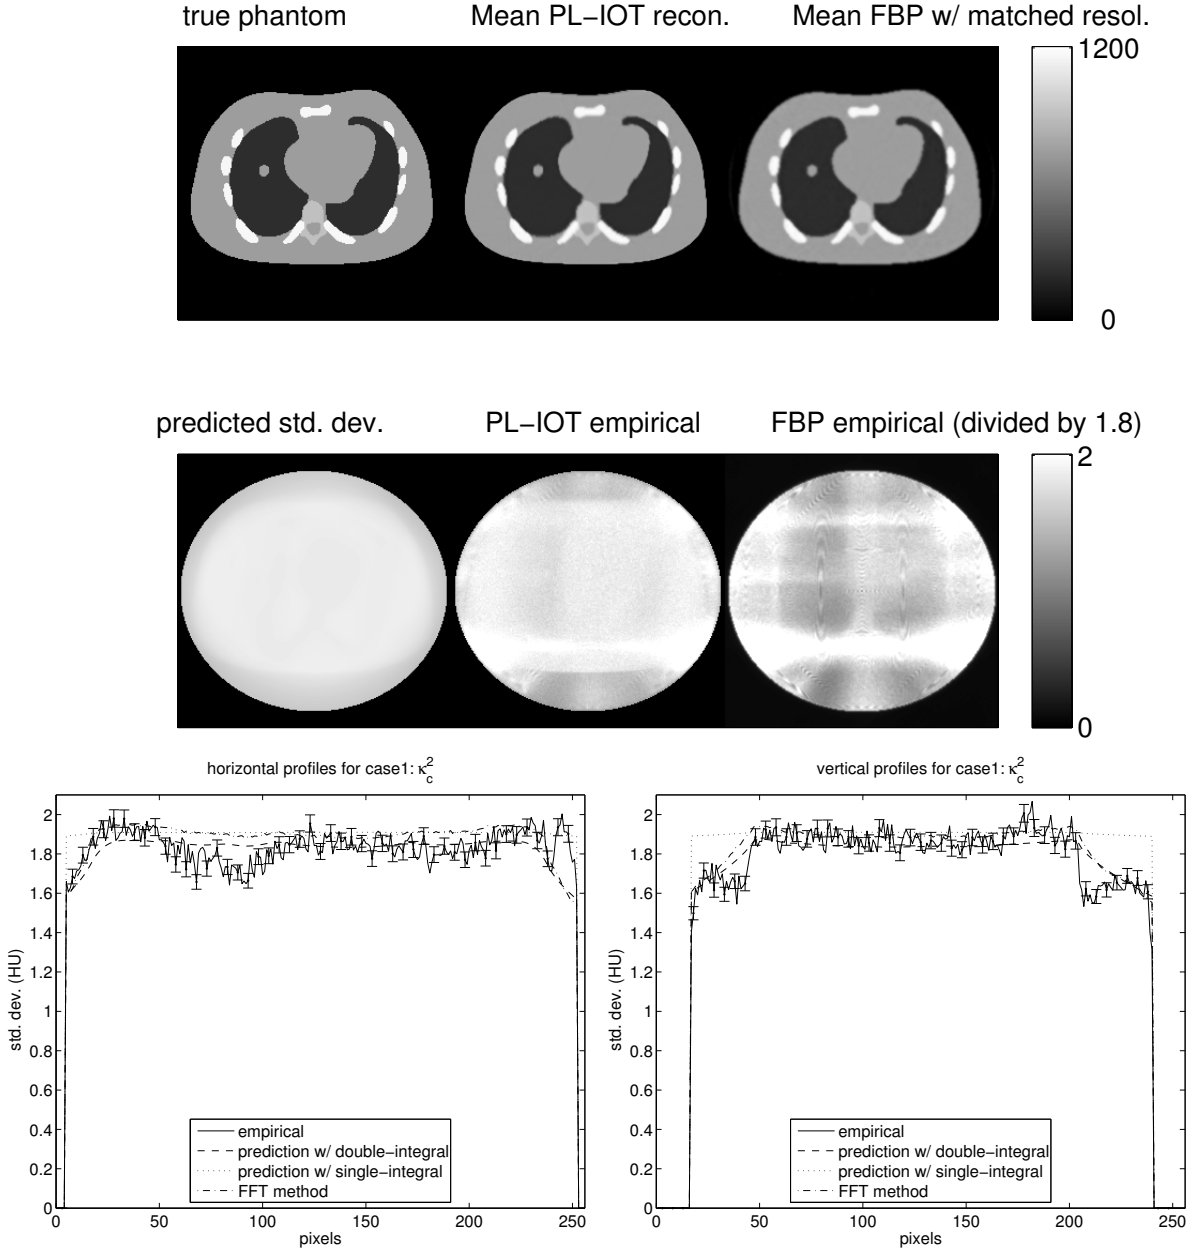 true phantom
Mean PL−IOT recon.
Mean FBP w/ matched resol.
1200
0
predicted std. dev.
PL−IOT empirical
FBP empirical (divided by 1.8)
2
0
horizontal profiles for case1: κ_c^2
2
1.8
1.6
1.4
1.2
1
0.8
0.6
0.4
0.2
0
std. dev. (HU)
empirical
prediction w/ double−integral
prediction w/ single−integral
FFT method
0 50 100 150 200 250
pixels
vertical profiles for case1: κ_c^2
2
1.8
1.6
1.4
1.2
1
0.8
0.6
0.4
0.2
0
std. dev. (HU)
empirical
prediction w/ double−integral
prediction w/ single−integral
FFT method
0 50 100 150 200 250
pixels